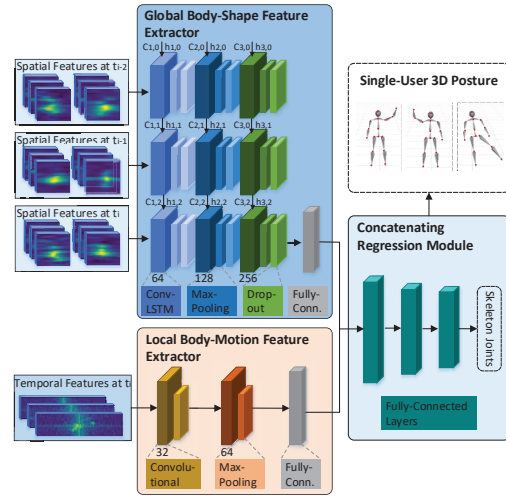 Global Body-Shape Feature
Extractor
C1,0 h1,0 C2,0 h2,0 C3,0 h3,0
Spatial Features at ti-2
C1,1 h1,1 C2,1 h2,1 C3,1 h3,1
Spatial Features at ti-1
C1,2 h1,2 C2,2 h2,2 C3,2 h3,2
Spatial Features at ti
64 128 256
Conv-
LSTM
Max-
Pooling
Drop-
out
Fully-
Conn.
Local Body-Motion Feature
Extractor
Temporal Features at ti
32 64
Convolu-
tional
Max-
Pooling
Fully-
Conn.
Single-User 3D Posture
Concatenating
Regression Module
Skeleton Joints
Fully-Connected
Layers